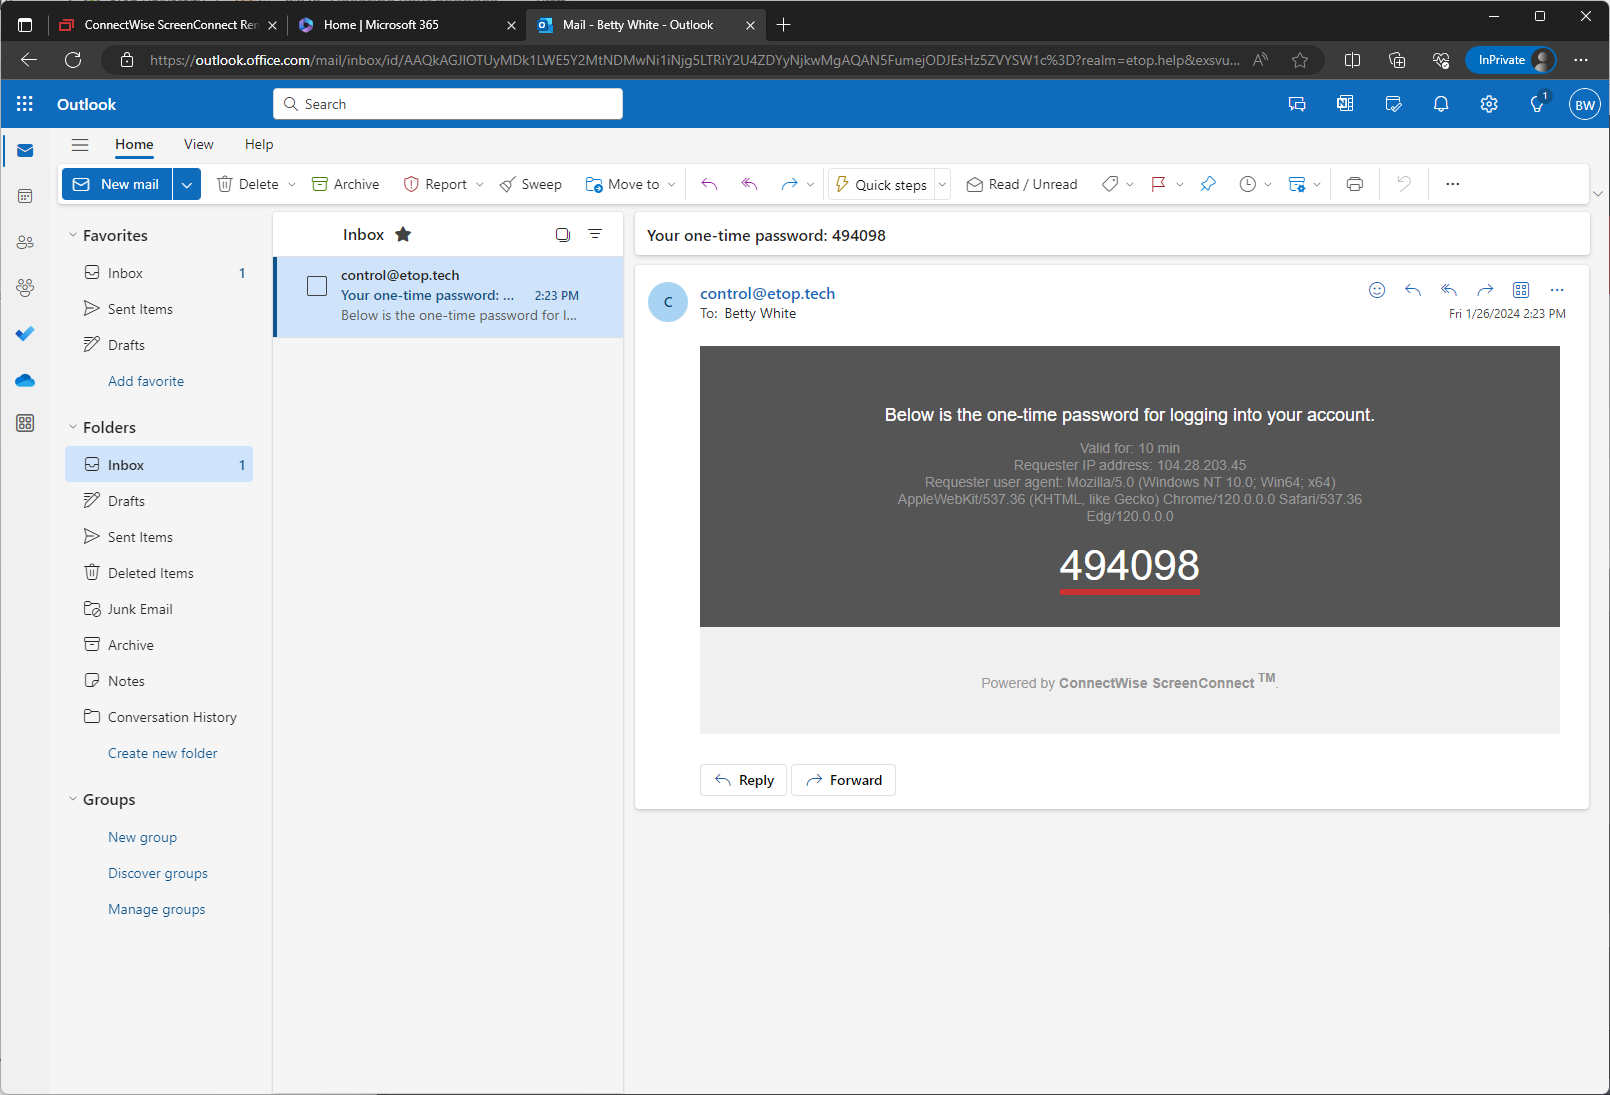 ConnectWise ScreenConnect Ren
Home | Microsoft 365
Mail - Betty White - Outlook
https://outlook.office.com/mail/inbox/id/AAQkAGJlOTUyMDk1LWE5Y2MtNDMwNi1iNjg5LTRiY2U4ZDYyNjkwMgAQAN5FumejODJEsHz5ZVYSW1c%3D?realm=etop.help&exsvu...
InPrivate
Outlook
Search
1
BW
Home
View
Help
New mail
Delete
Archive
Report
Sweep
Move to
Quick steps
Read / Unread
Favorites
Inbox 1
Sent Items
Drafts
Add favorite
Folders
Inbox 1
Drafts
Sent Items
Deleted Items
Junk Email
Archive
Notes
Conversation History
Create new folder
Groups
New group
Discover groups
Manage groups
Inbox
control@etop.tech
Your one-time password: ... 2:23 PM
Below is the one-time password for l...
Your one-time password: 494098
C
control@etop.tech
To: Betty White
Fri 1/26/2024 2:23 PM
Below is the one-time password for logging into your account.
Valid for: 10 min
Requester IP address: 104.28.203.45
Requester user agent: Mozilla/5.0 (Windows NT 10.0; Win64; x64)
AppleWebKit/537.36 (KHTML, like Gecko) Chrome/120.0.0.0 Safari/537.36
Edg/120.0.0.0
494098
Powered by ConnectWise ScreenConnect TM.
Reply
Forward